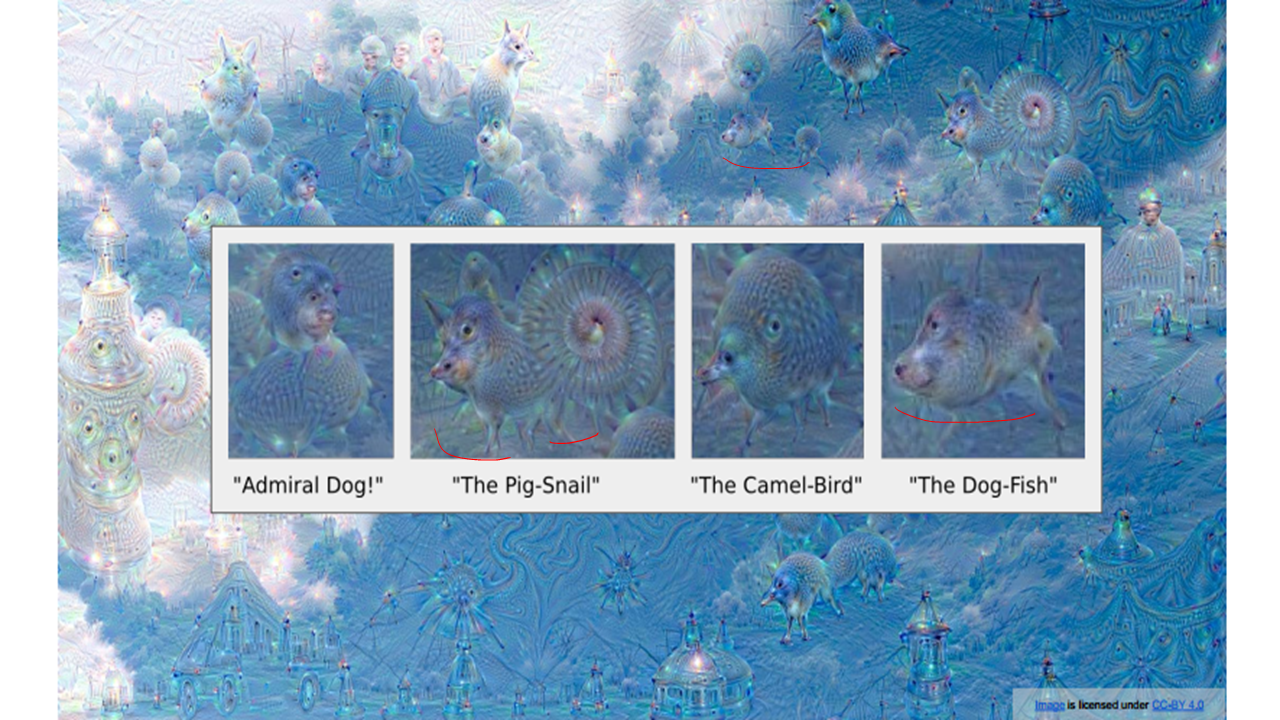 "Admiral Dog!"
"The Pig-Snail"
"The Camel-Bird"
"The Dog-Fish"
Image is licensed under CC-BY 4.0